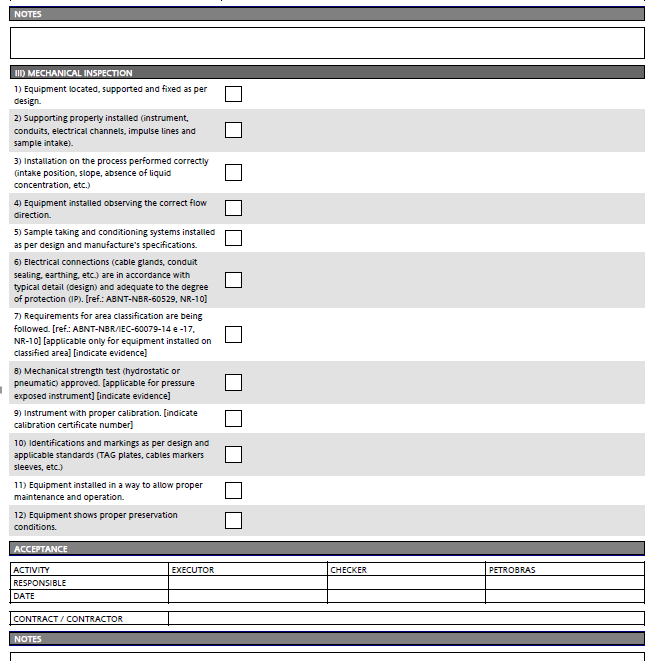 NOTES
III) MECHANICAL INSPECTION
1) Equipment located, supported and fixed as per
design.
2) Supporting properly installed (instrument,
conduits, electrical channels, impulse lines and
sample intake).
3) Installation on the process performed correctly
(intake position, slope, absence of liquid
concentration, etc.)
4) Equipment installed observing the correct flow
direction.
5) Sample taking and conditioning systems installed
as per design and manufacture's specifications.
6) Electrical connections (cable glands, conduit
sealing, earthing, etc.) are in accordance with
typical detail (design) and adequate to the degree
of protection (IP). [ref.: ABNT-NBR-60529, NR-10]
7) Requirements for area classification are being
followed. [ref.: ABNT-NBR/IEC-60079-14 e -17,
NR-10] [applicable only for equipment installed on
classified area] [indicate evidence]
8) Mechanical strength test (hydrostatic or
pneumatic) approved. [applicable for pressure
exposed instrument] [indicate evidence]
9) Instrument with proper calibration. [indicate
calibration certificate number]
10) Identifications and markings as per design and
applicable standards (TAG plates, cables markers
sleeves, etc.)
11) Equipment installed in a way to allow proper
maintenance and operation.
12) Equipment shows proper preservation
conditions.
ACCEPTANCE
ACTIVITY EXECUTOR CHECKER PETROBRAS
RESPONSIBLE
DATE
CONTRACT / CONTRACTOR
NOTES